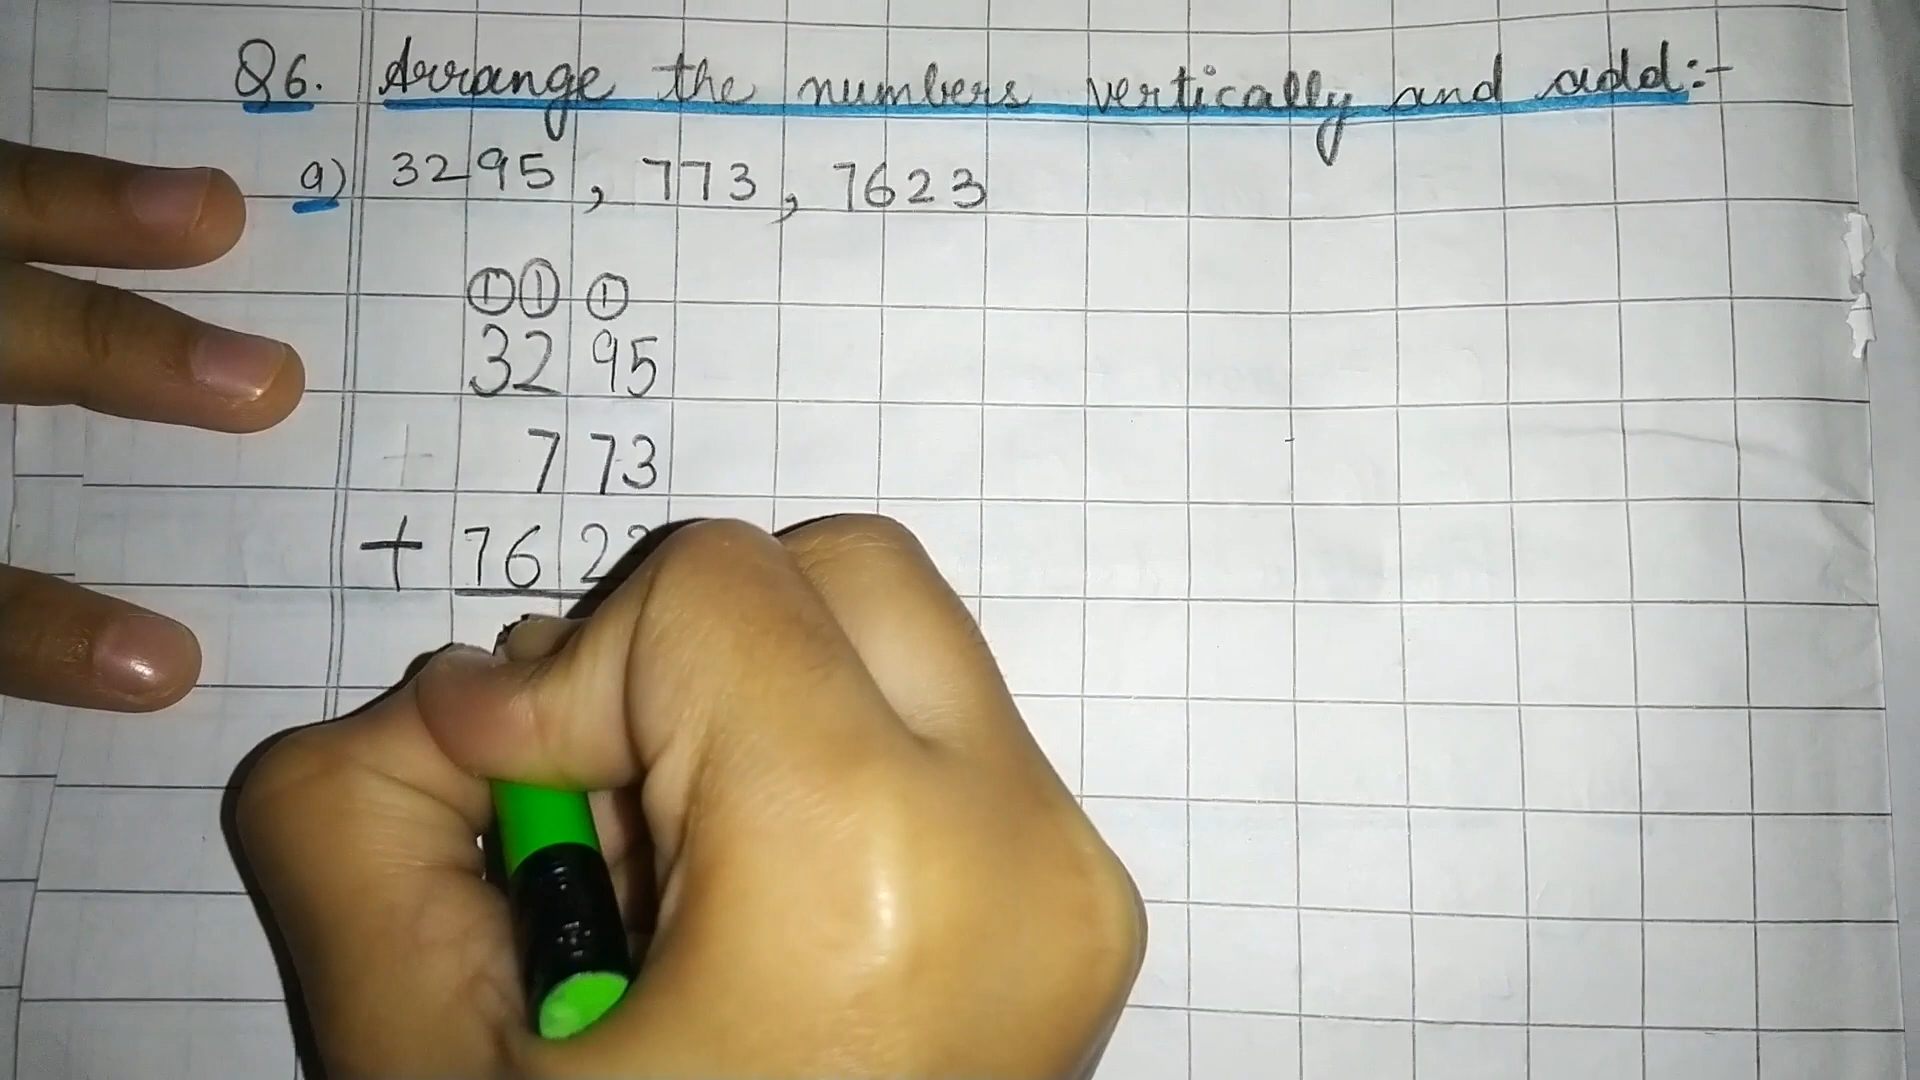 Q6. Arrange the numbers vertically and add:-
a) 3295, 773, 7623
1 1 1
3295
773
+ 762